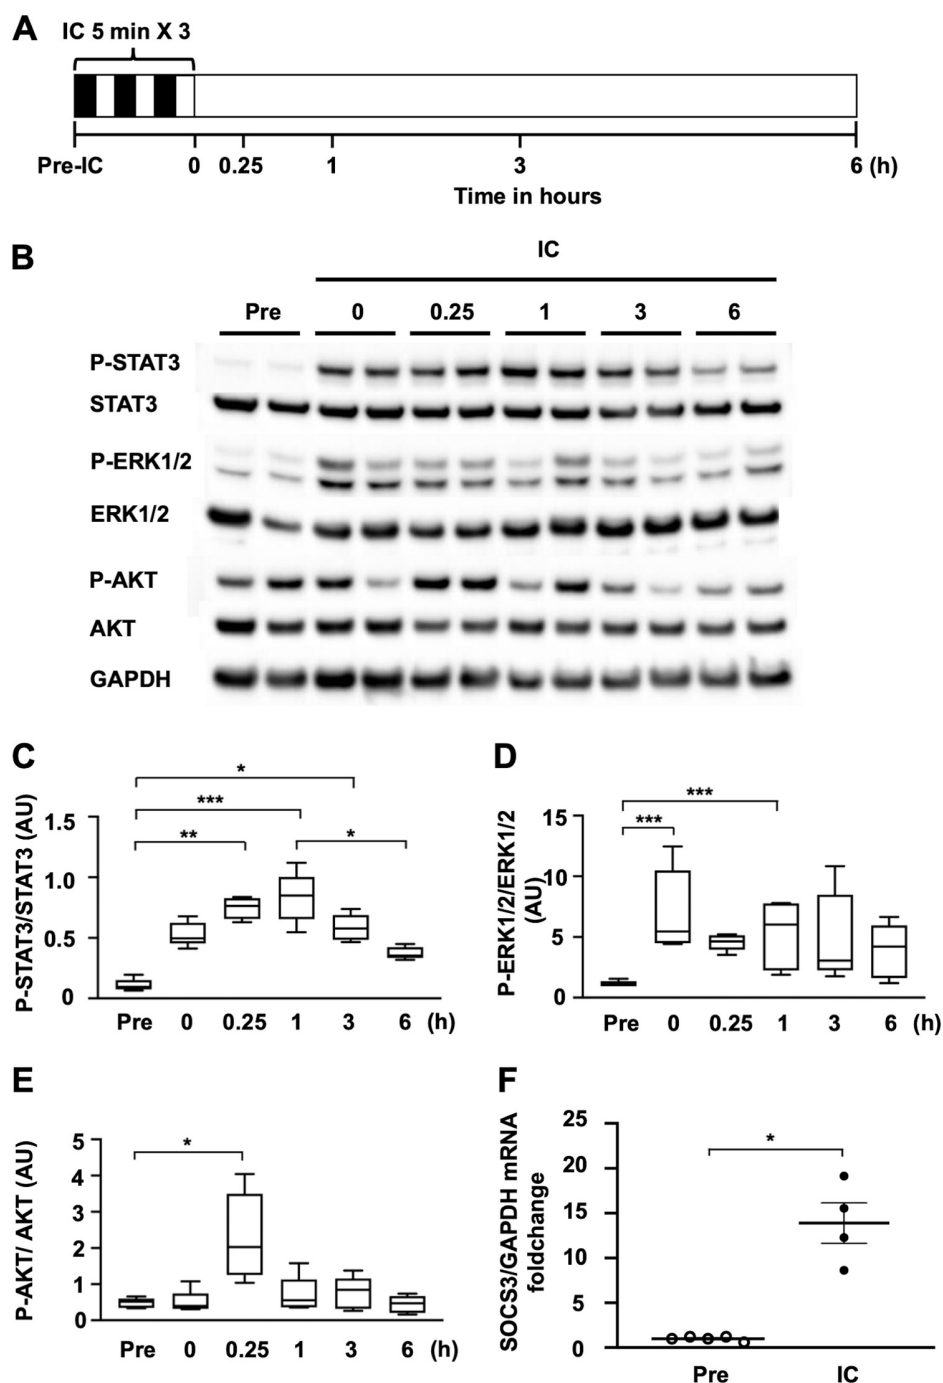 A
IC 5 min X 3
Pre-IC 0 0.25 1 3 6 (h)
Time in hours
B
IC
Pre 0 0.25 1 3 6
P-STAT3
STAT3
P-ERK1/2
ERK1/2
P-AKT
AKT
GAPDH
C
P-STAT3/STAT3 (AU)
* 
***
** *
1.5
1.0
0.5
0
Pre 0 0.25 1 3 6 (h)
D
P-ERK1/2/ERK1/2
(AU)
***
***
15
10
5
0
Pre 0 0.25 1 3 6 (h)
E
P-AKT/ AKT (AU)
*
5
4
3
2
1
0
Pre 0 0.25 1 3 6 (h)
F
SOCS3/GAPDH mRNA
foldchange
*
25
20
15
10
5
0
Pre IC